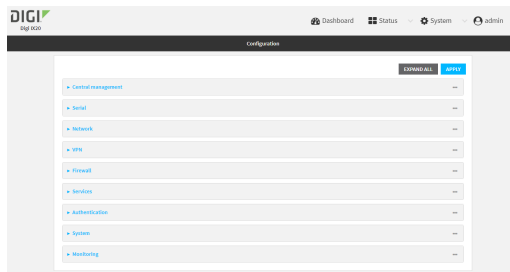 DIGI
Digi IX20
Dashboard Status System admin
Configuration
EXPAND ALL APPLY
Central management
Serial
Network
VPN
Firewall
Services
Authentication
System
Monitoring